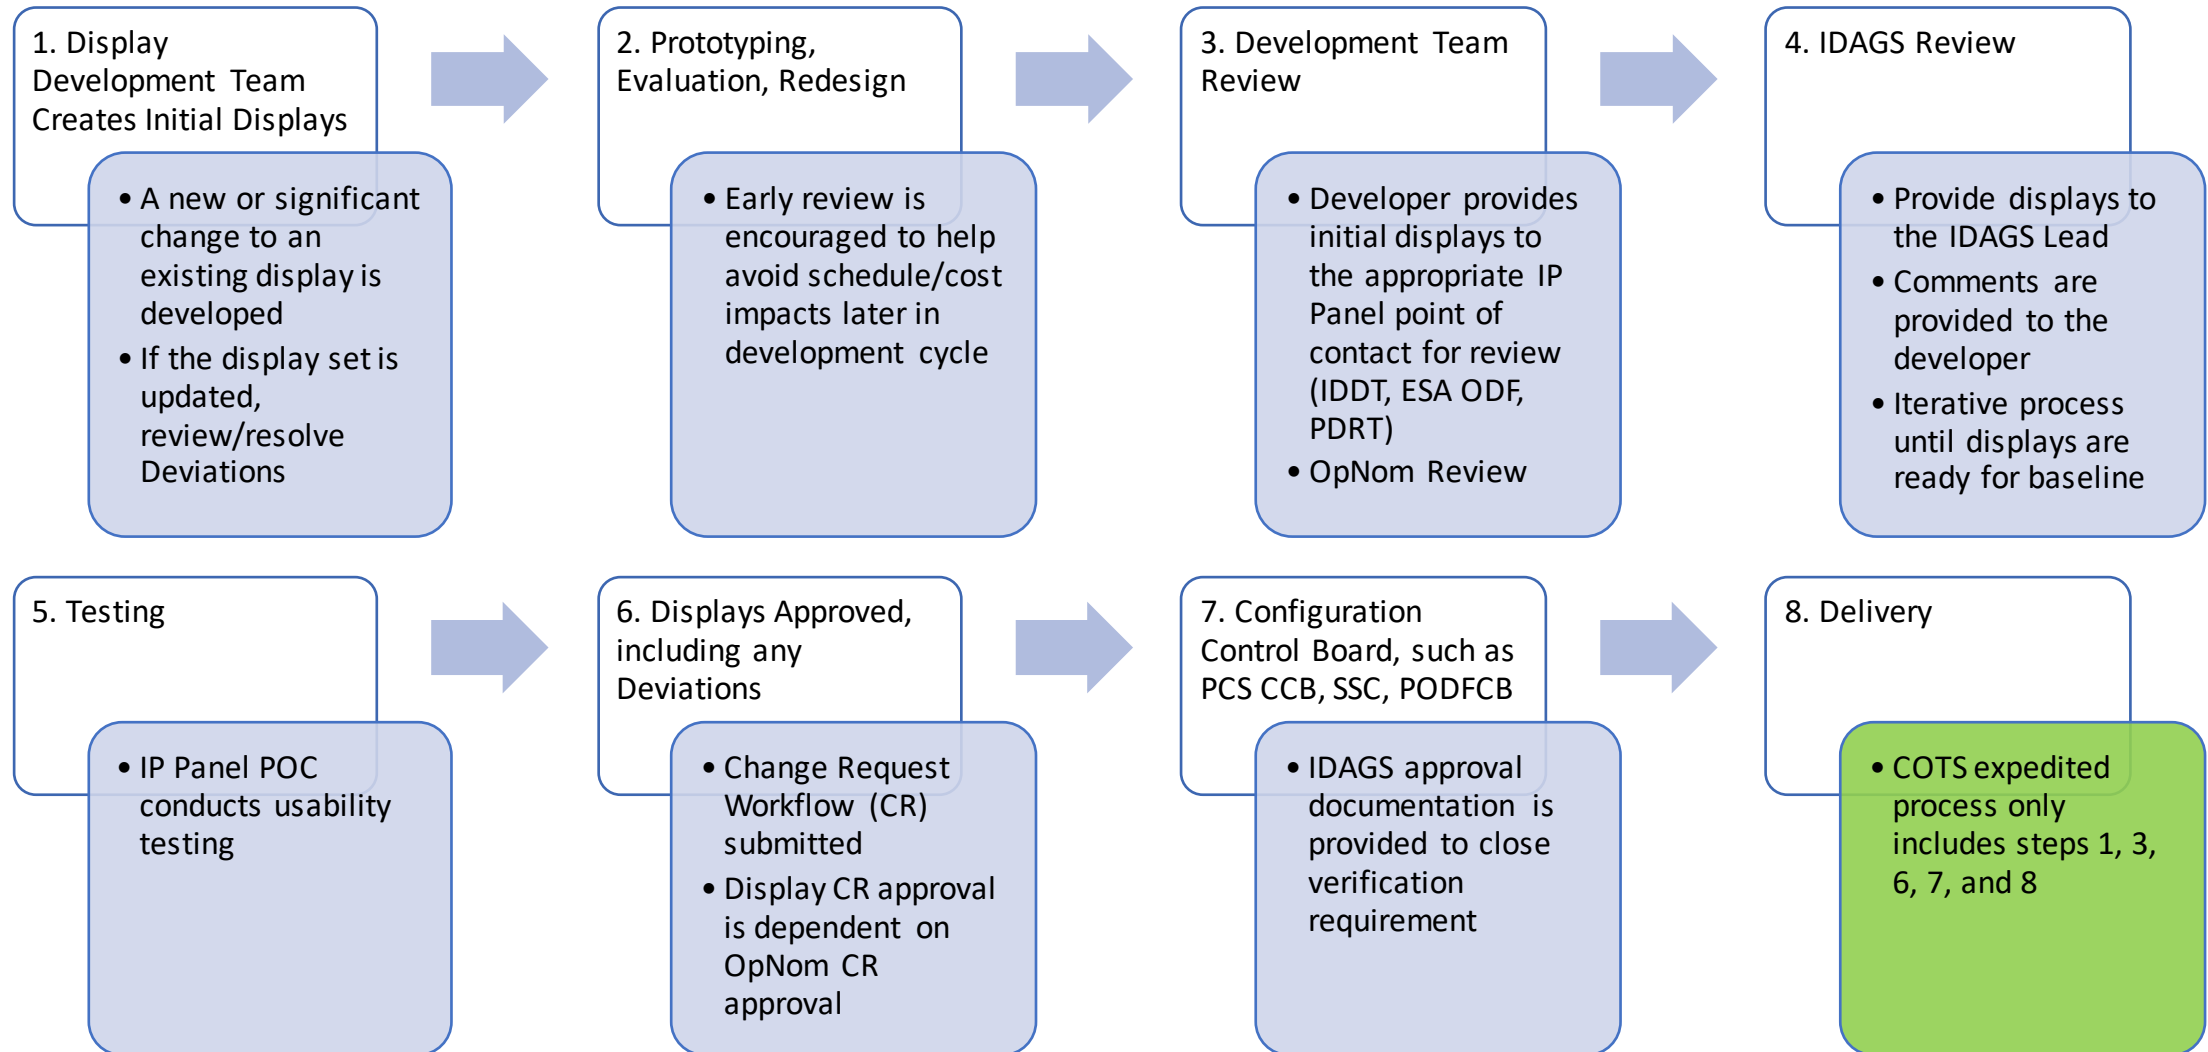 1. Display
Development Team
Creates Initial Displays
• A new or significant
change to an
existing display is
developed
• If the display set is
updated,
review/resolve
Deviations
2. Prototyping,
Evaluation, Redesign
• Early review is
encouraged to help
avoid schedule/cost
impacts later in
development cycle
3. Development Team
Review
• Developer provides
initial displays to
the appropriate IP
Panel point of
contact for review
(IDDT, ESA ODF,
PDRT)
• OpNom Review
4. IDAGS Review
• Provide displays to
the IDAGS Lead
• Comments are
provided to the
developer
• Iterative process
until displays are
ready for baseline
5. Testing
• IP Panel POC
conducts usability
testing
6. Displays Approved,
including any
Deviations
• Change Request
Workflow (CR)
submitted
• Display CR approval
is dependent on
OpNom CR
approval
7. Configuration
Control Board, such as
PCS CCB, SSC, PODFCB
• IDAGS approval
documentation is
provided to close
verification
requirement
8. Delivery
• COTS expedited
process only
includes steps 1, 3,
6, 7, and 8